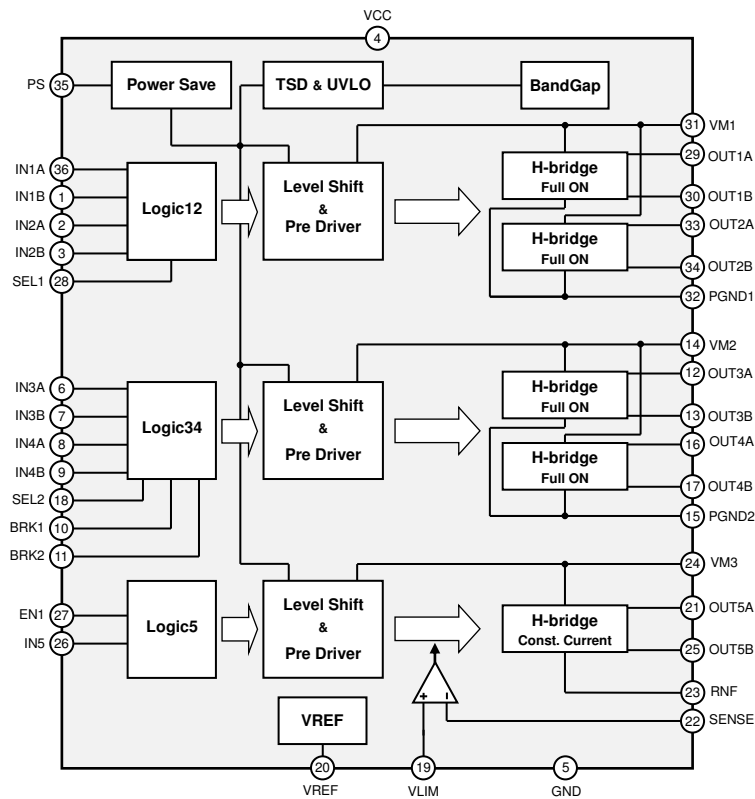 VCC
4
PS 35 Power Save TSD & UVLO BandGap
31 VM1
IN1A 36
IN1B 1
IN2A 2
IN2B 3
SEL1 28
Logic12
Level Shift
&
Pre Driver
H-bridge
Full ON
H-bridge
Full ON
29 OUT1A
30 OUT1B
33 OUT2A
34 OUT2B
32 PGND1
14 VM2
IN3A 6
IN3B 7
IN4A 8
IN4B 9
SEL2 18
BRK1 10
BRK2 11
Logic34
Level Shift
&
Pre Driver
H-bridge
Full ON
H-bridge
Full ON
12 OUT3A
13 OUT3B
16 OUT4A
17 OUT4B
15 PGND2
24 VM3
EN1 27
IN5 26
Logic5
Level Shift
&
Pre Driver
H-bridge
Const. Current
21 OUT5A
25 OUT5B
23 RNF
22 SENSE
+ −
VREF
20 19 5
VREF VLIM GND